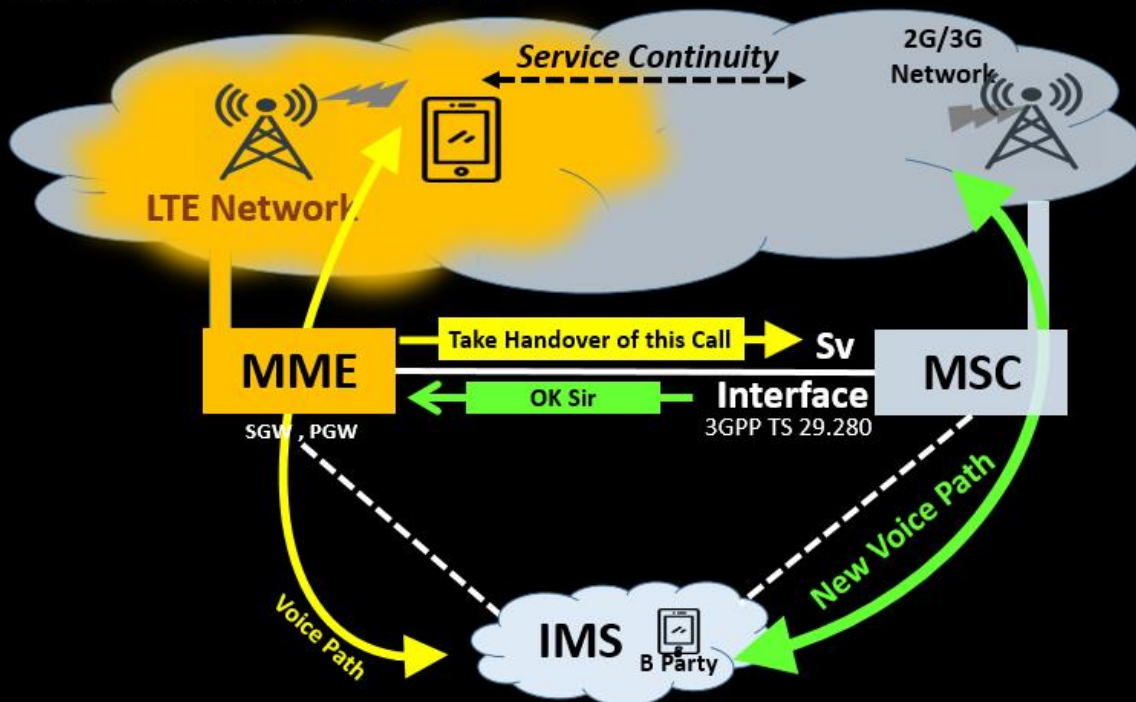 Service Continuity
2G/3G
Network
LTE Network
Take Handover of this Call
Sv
MME
MSC
OK Sir
Interface
3GPP TS 29.280
SGW , PGW
New Voice Path
Voice Path
IMS
B Party